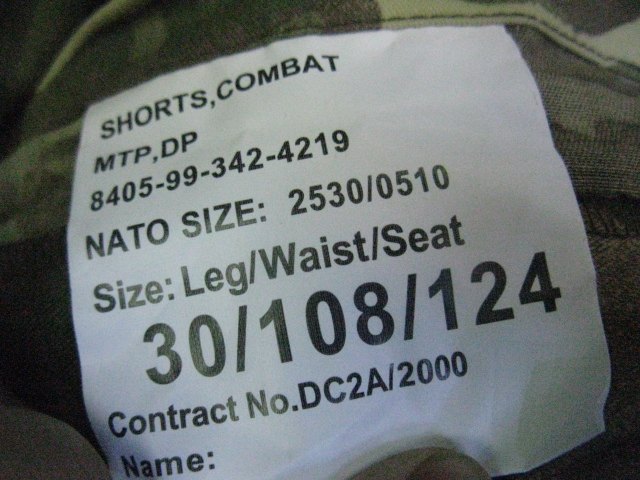 SHORTS,COMBAT
MTP,DP
8405-99-342-4219
NATO SIZE: 2530/0510
Size: Leg/Waist/Seat
30/108/124
Contract No.DC2A/2000
Name: